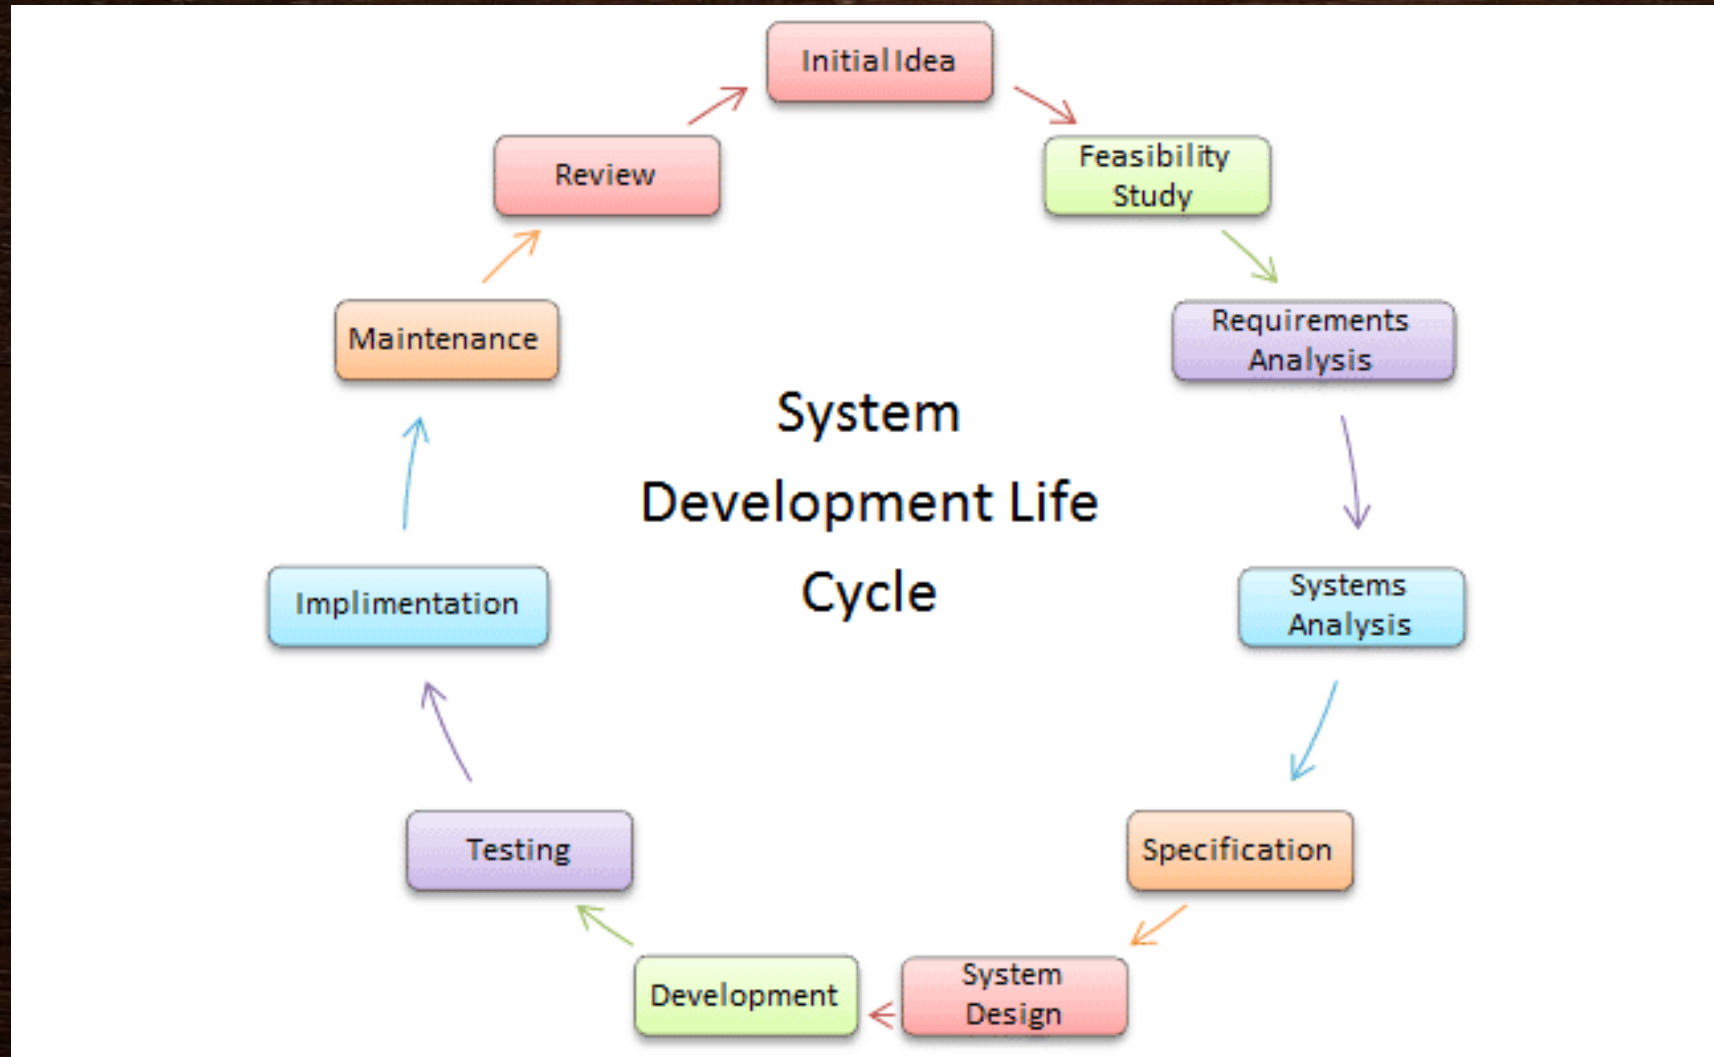 Initial Idea
Feasibility
Study
Requirements
Analysis
Systems
Analysis
Specification
System
Design
Development
Testing
Implimentation
Maintenance
Review
System
Development Life
Cycle